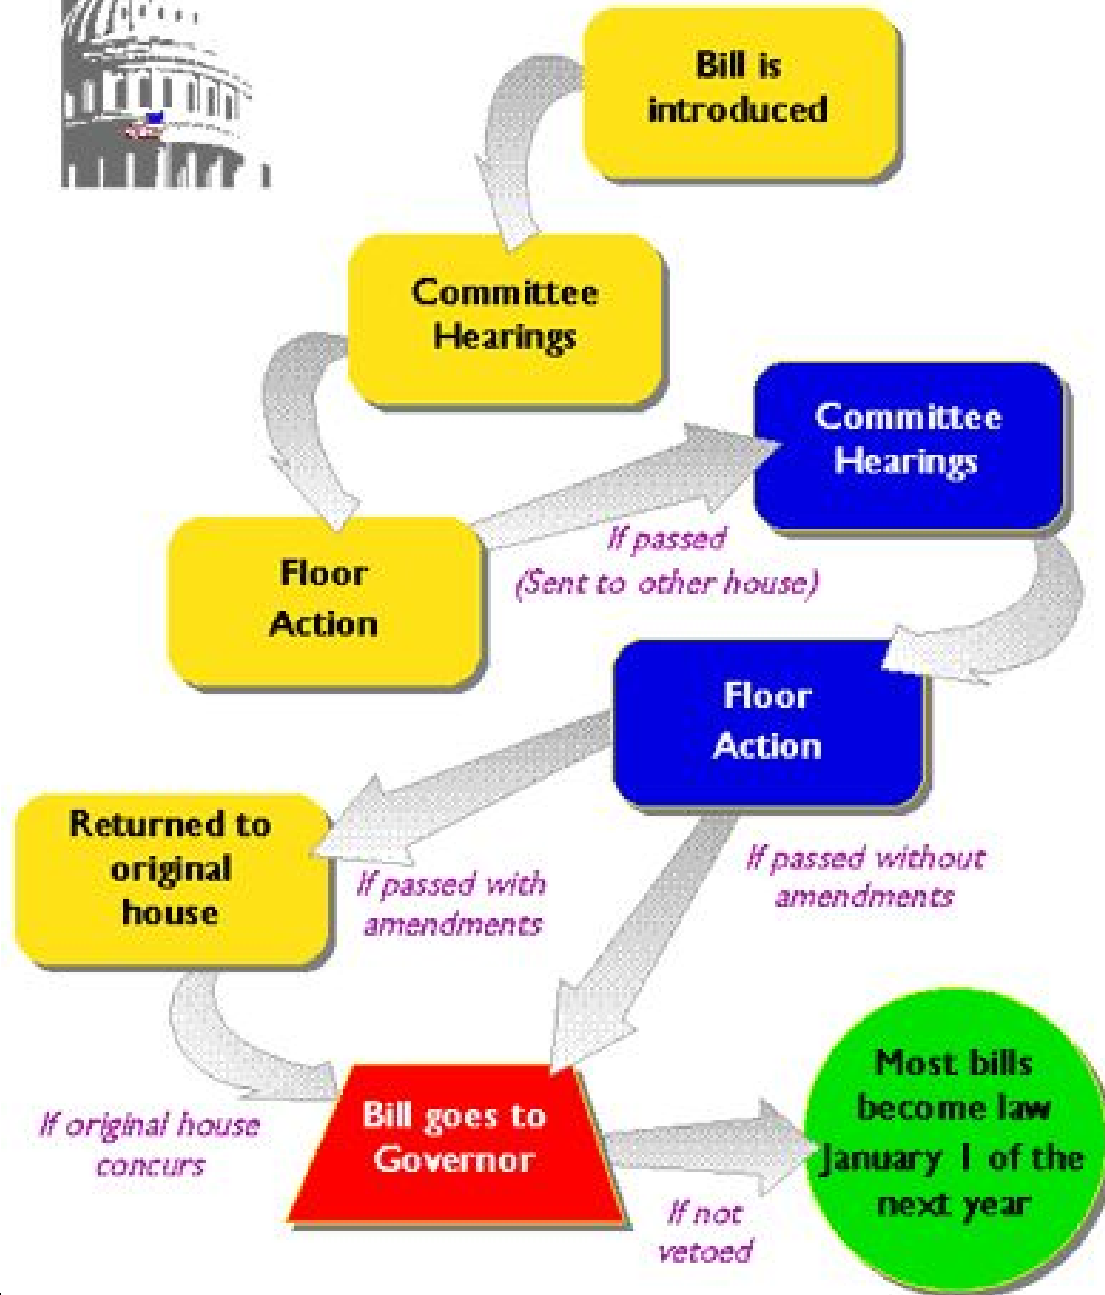 Bill is
introduced
Committee
Hearings
Committee
Hearings
If passed
(Sent to other house)
Floor
Action
Floor
Action
Returned to
original
house
If passed with
amendments
If passed without
amendments
If original house
concurs
Bill goes to
Governor
If not
vetoed
Most bills
become law
January 1 of the
next year